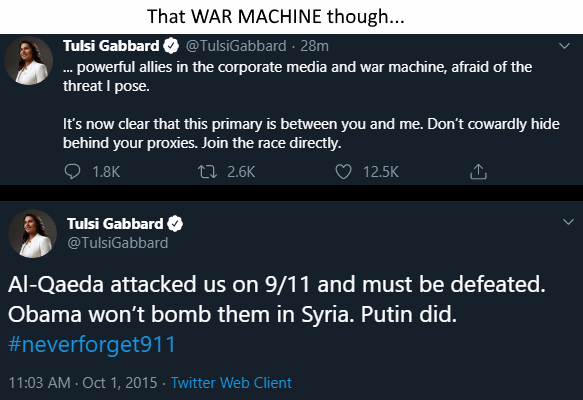 That WAR MACHINE though...
Tulsi Gabbard @TulsiGabbard · 28m
... powerful allies in the corporate media and war machine, afraid of the
threat I pose.
It's now clear that this primary is between you and me. Don't cowardly hide
behind your proxies. Join the race directly.
1.8K 2.6K 12.5K
Tulsi Gabbard
@TulsiGabbard
Al-Qaeda attacked us on 9/11 and must be defeated.
Obama won't bomb them in Syria. Putin did.
#neverforget911
11:03 AM · Oct 1, 2015 · Twitter Web Client